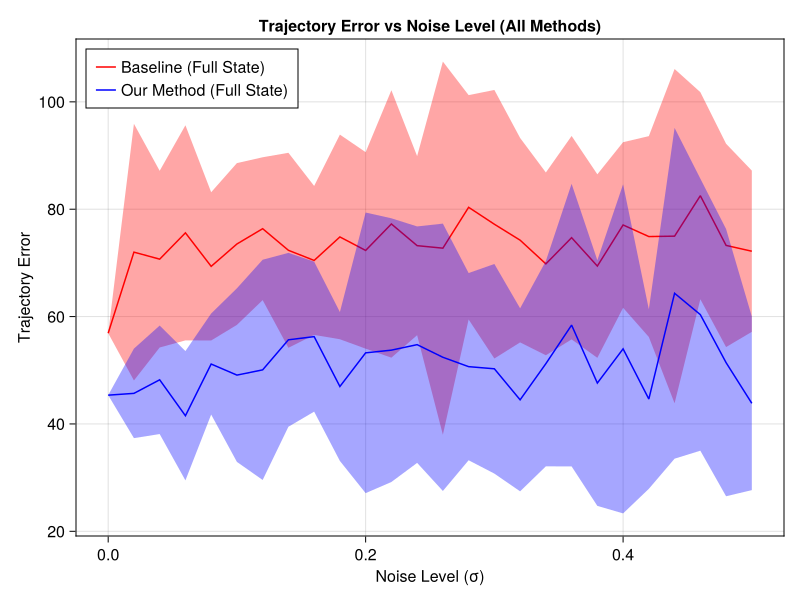 Trajectory Error vs Noise Level (All Methods)
Baseline (Full State)
Our Method (Full State)
100
80
60
40
20
Trajectory Error
0.0
0.2
0.4
Noise Level (σ)